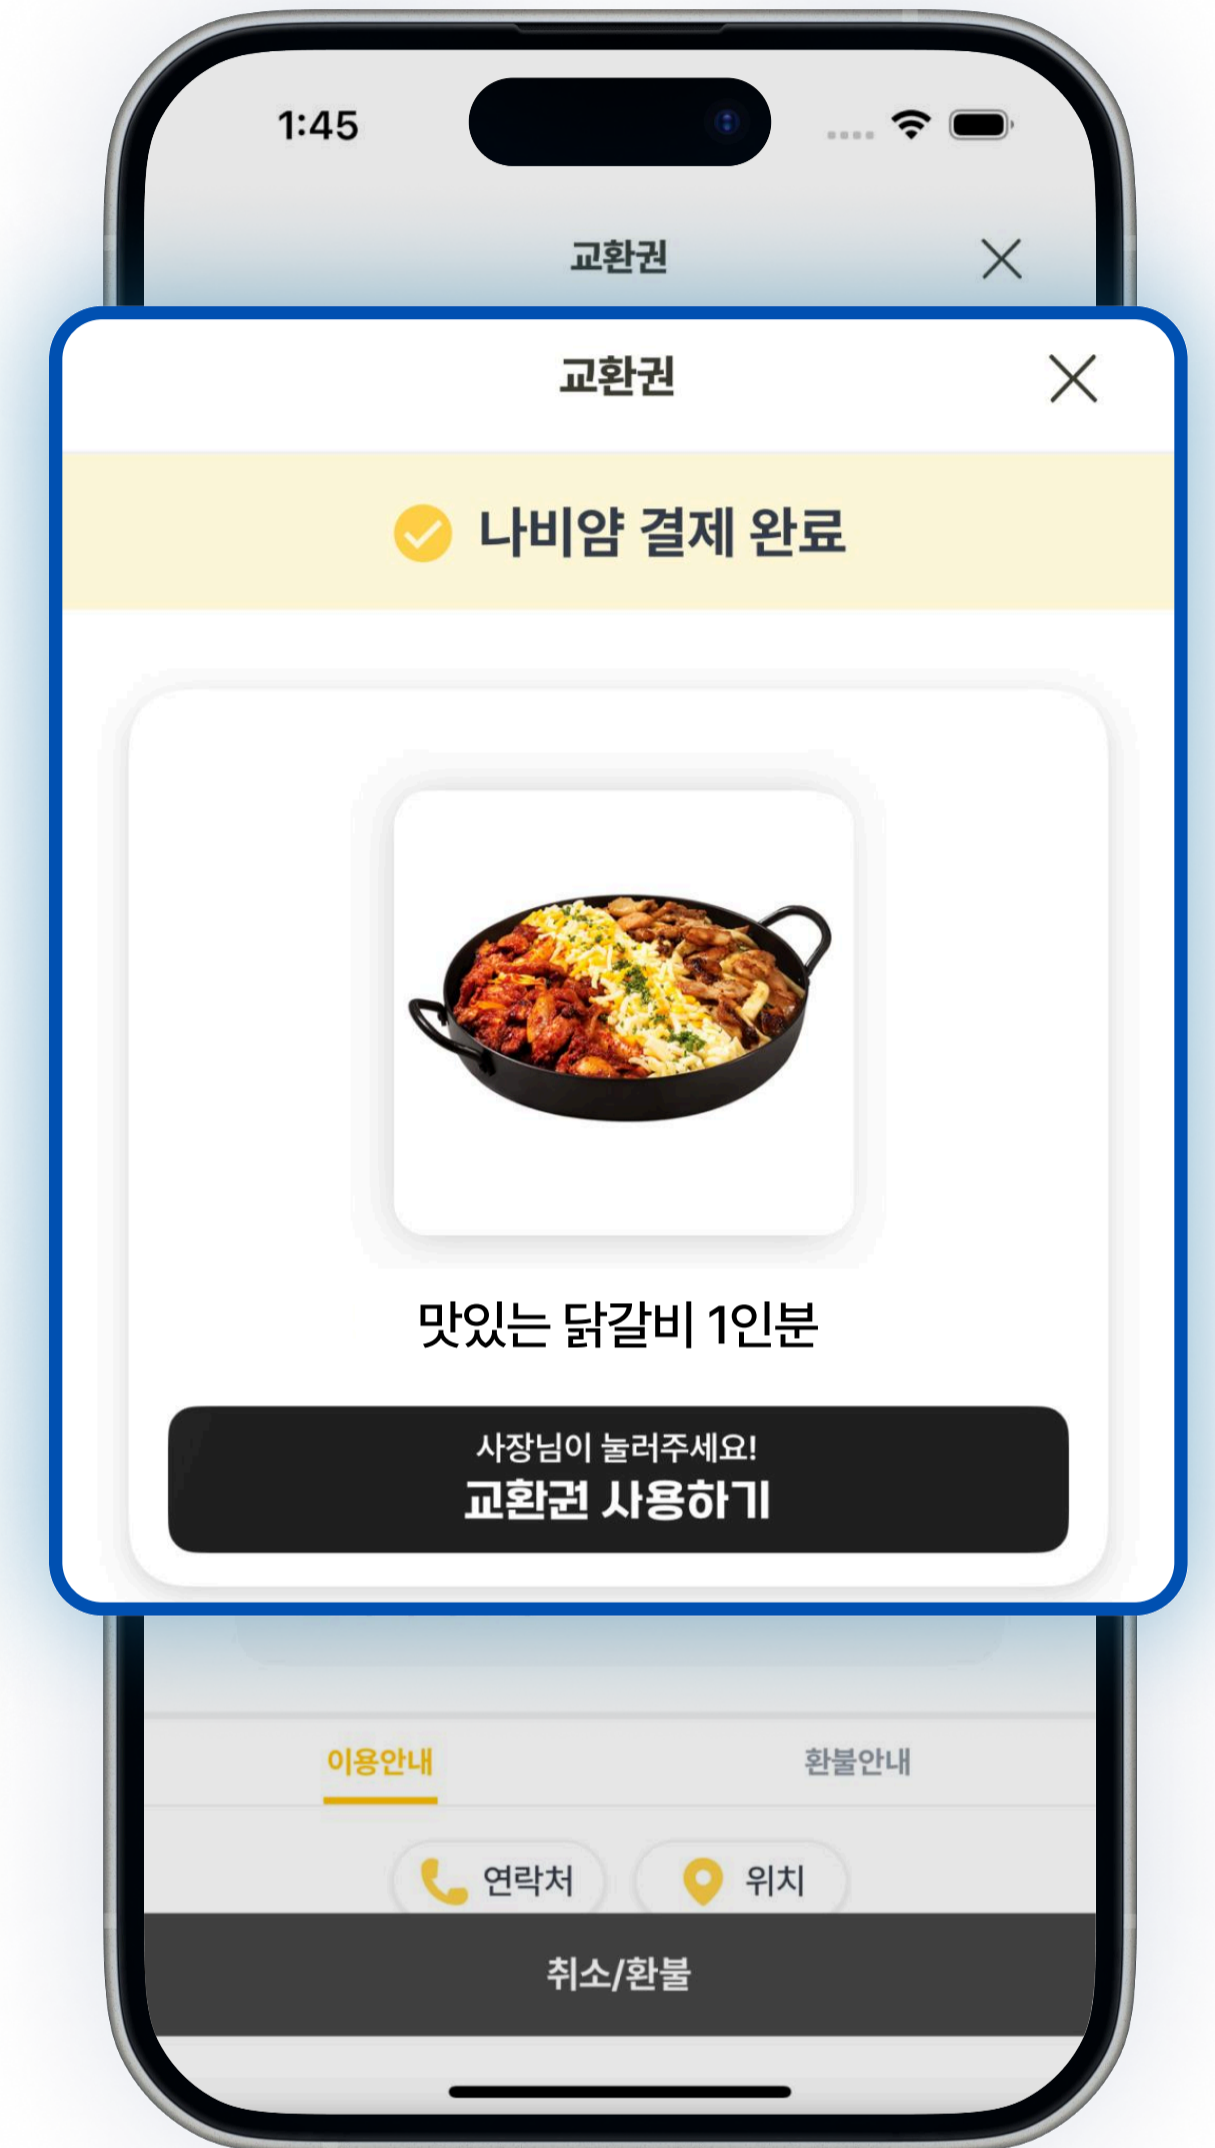 1:45
교환권
교환권
나비얌 결제 완료
맛있는 닭갈비 1인분
사장님이 눌러주세요!
교환권 사용하기
이용안내
환불안내
연락처
위치
취소/환불